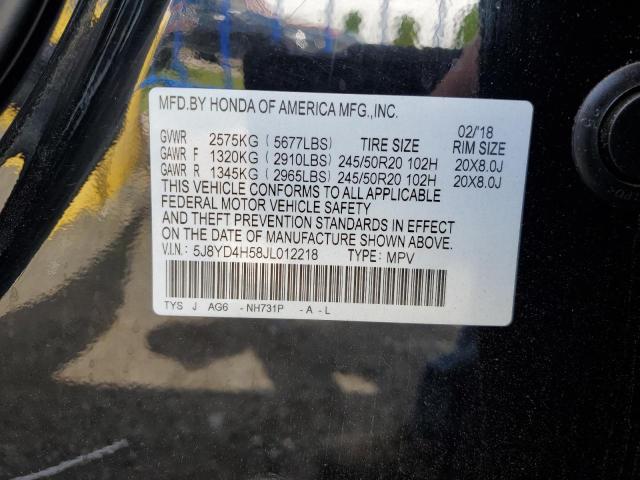 MFD.BY HONDA OF AMERICA MFG.,INC.
02/'18
GVWR 2575KG (5677LBS) TIRE SIZE RIM SIZE
GAWR F 1320KG (2910LBS) 245/50R20 102H 20X8.0J
GAWR R 1345KG (2965LBS) 245/50R20 102H 20X8.0J
THIS VEHICLE CONFORMS TO ALL APPLICABLE
FEDERAL MOTOR VEHICLE SAFETY
AND THEFT PREVENTION STANDARDS IN EFFECT
ON THE DATE OF MANUFACTURE SHOWN ABOVE.
V.I.N.: 5J8YD4H58JL012218 TYPE: MPV
TYS J AG6 -NH731P -A-L